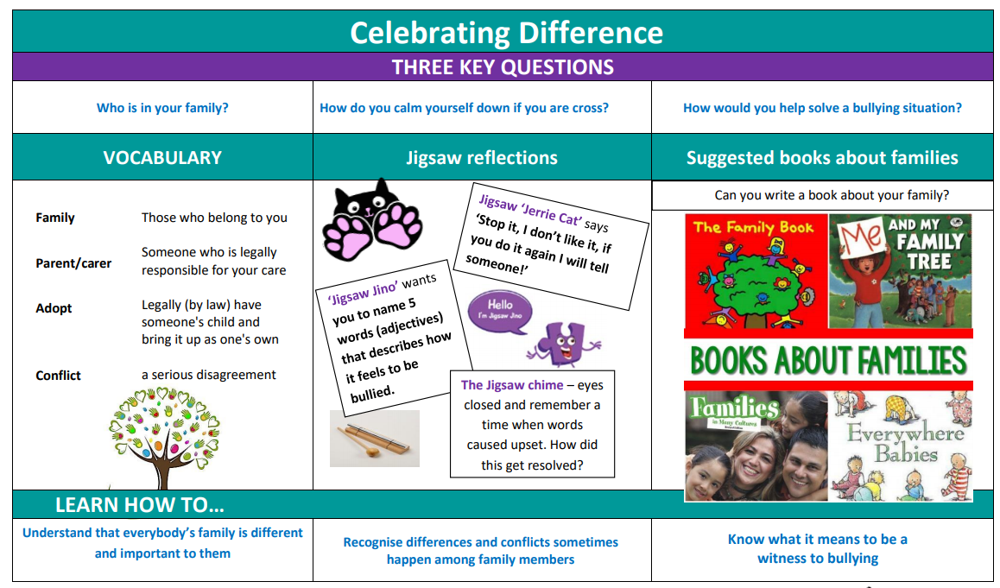 Celebrating Difference
THREE KEY QUESTIONS
Who is in your family?
How do you calm yourself down if you are cross?
How would you help solve a bullying situation?
VOCABULARY
Jigsaw reflections
Suggested books about families
Family
Those who belong to you
Parent/carer
Someone who is legally
responsible for your care
Adopt
Legally (by law) have
someone's child and
bring it up as one's own
Conflict
a serious disagreement
Jigsaw ‘Jerrie Cat’ says
‘Stop it, I don’t like it, if
you do it again I will tell
someone!’
‘Jigsaw Jino’ wants
you to name 5
words (adjectives)
that describes how
it feels to be
bullied.
Hello
I'm Jigsaw Jino
The Jigsaw chime – eyes
closed and remember a
time when words
caused upset. How did
this get resolved?
Can you write a book about your family?
The Family Book
Me
AND MY
FAMILY
TREE
BOOKS ABOUT FAMILIES
Families
in Many Cultures
Everywhere
Babies
LEARN HOW TO…
Understand that everybody’s family is different
and important to them
Recognise differences and conflicts sometimes
happen among family members
Know what it means to be a
witness to bullying